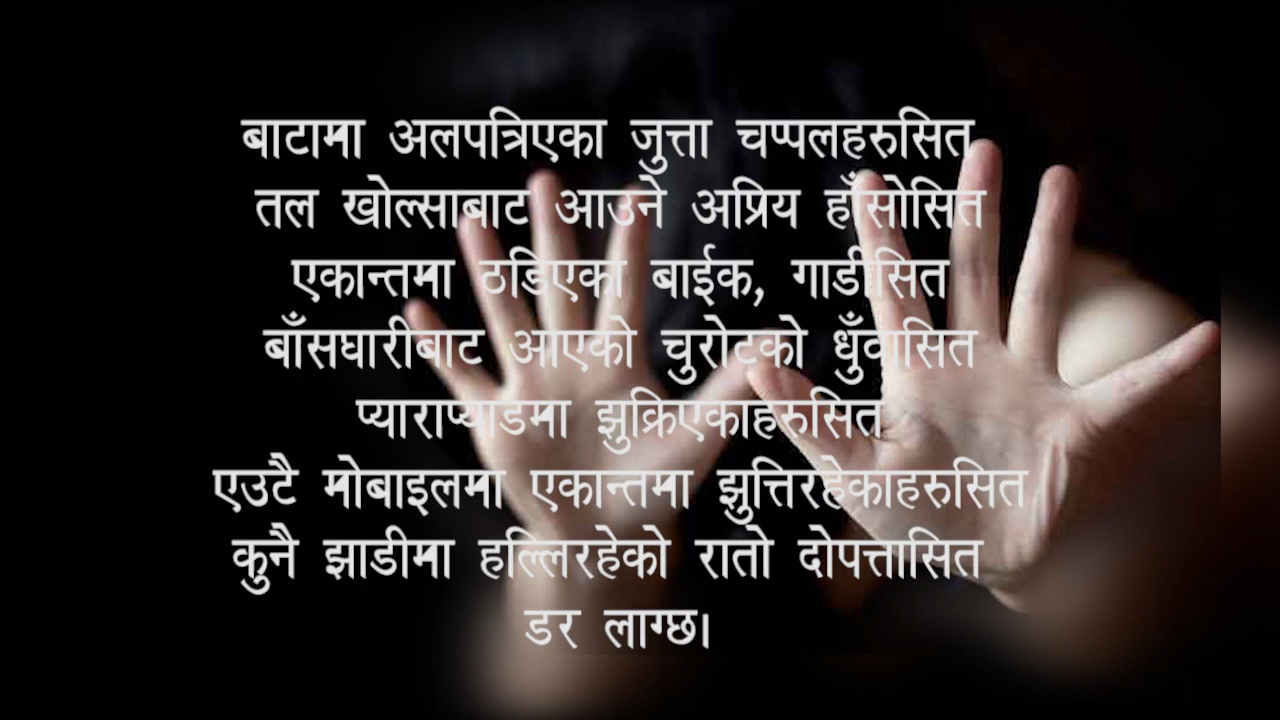 बाटामा अलपत्रिएका जुत्ता चप्पलहरुसित
तल खोल्साबाट आउने अप्रिय हाँसोसित
एकान्तमा ठडिएका बाईक, गाडीसित
बाँसघारीबाट आएको चुरोटको धुँवासित
प्याराप्याडमा झुक्रिएकाहरुसित
एउटै मोबाइलमा एकान्तमा झुत्तिरहेकाहरुसित
कुनै झाडीमा हल्लिरहेको रातो दोपत्तासित
डर लाग्छ।